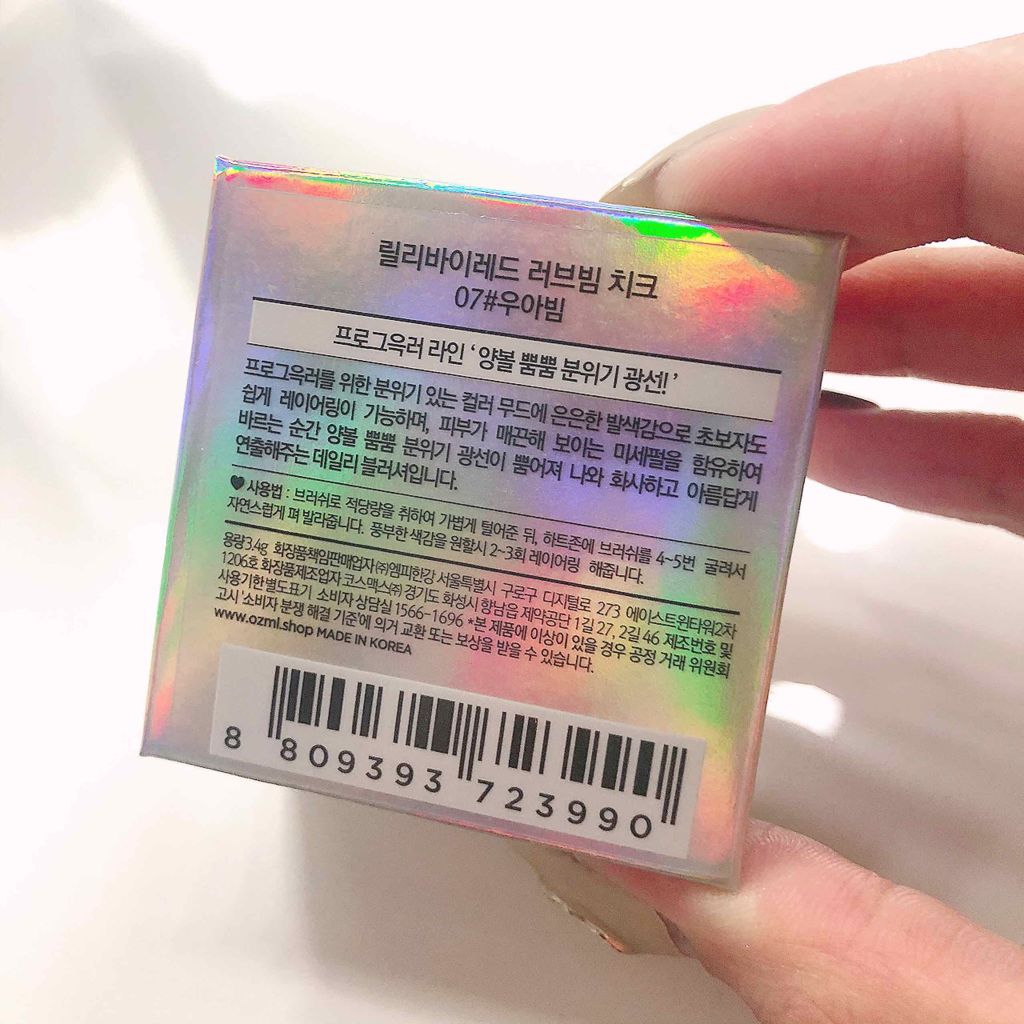 릴리바이레드 러브빔 치크
07#우아빔
프로그윽러 라인 ‘ 양볼 뿜뿜 분위기 광선!’
프로그윽러를 위한 분위기 있는 컬러 무드에 은은한 발색감으로 초보자도
쉽게 레이어링이 가능하며, 피부가 매끈해 보이는 미세펄을 함유하여
바르는 순간 양볼 뿜뿜 분위기 광선이 뿜어져 나와 화사하고 아름답게
연출해주는 데일리 블러셔입니다.
♥사용법 : 브러쉬로 적당량을 취하여 가볍게 털어준 뒤, 하트존에 브러쉬를 4~5번 굴려서
자연스럽게 펴 발라줍니다. 풍부한 색감을 원할시 2~3회 레이어링 해줍니다.
용량3.4g 화장품책임판매업자㈜엠피한강 서울특별시 구로구 디지털로 273 에이스트윈타워2차
1206호 화장품제조업자 코스맥스㈜ 경기도 화성시 향남읍 제약공단 1길 27, 2길 46 제조번호 및
사용기한별도표기 소비자 상담실 1566-1696 *본 제품에 이상이 있을 경우 공정 거래 위원회
고시 '소비자 분쟁 해결 기준'에 의거 교환 또는 보상을 받을 수 있습니다.
www.ozml.shop MADE IN KOREA
8 809393 723990